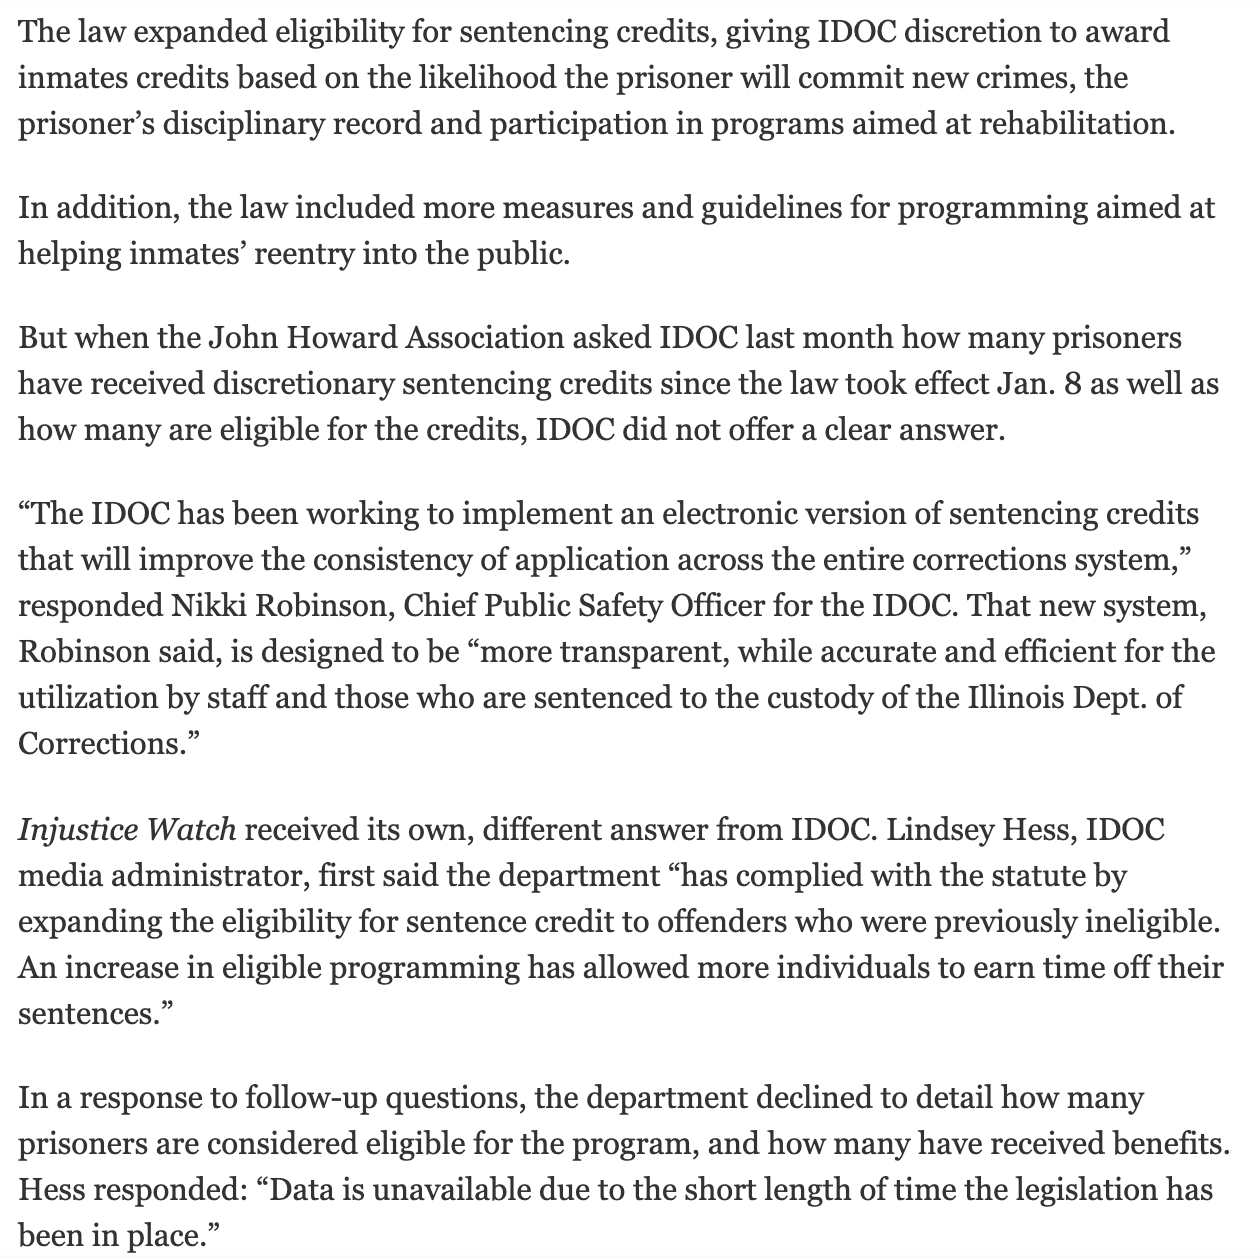 The law expanded eligibility for sentencing credits, giving IDOC discretion to award
inmates credits based on the likelihood the prisoner will commit new crimes, the
prisoner’s disciplinary record and participation in programs aimed at rehabilitation.
In addition, the law included more measures and guidelines for programming aimed at
helping inmates’ reentry into the public.
But when the John Howard Association asked IDOC last month how many prisoners
have received discretionary sentencing credits since the law took effect Jan. 8 as well as
how many are eligible for the credits, IDOC did not offer a clear answer.
“The IDOC has been working to implement an electronic version of sentencing credits
that will improve the consistency of application across the entire corrections system,”
responded Nikki Robinson, Chief Public Safety Officer for the IDOC. That new system,
Robinson said, is designed to be “more transparent, while accurate and efficient for the
utilization by staff and those who are sentenced to the custody of the Illinois Dept. of
Corrections.”
Injustice Watch received its own, different answer from IDOC. Lindsey Hess, IDOC
media administrator, first said the department “has complied with the statute by
expanding the eligibility for sentence credit to offenders who were previously ineligible.
An increase in eligible programming has allowed more individuals to earn time off their
sentences.”
In a response to follow-up questions, the department declined to detail how many
prisoners are considered eligible for the program, and how many have received benefits.
Hess responded: “Data is unavailable due to the short length of time the legislation has
been in place.”